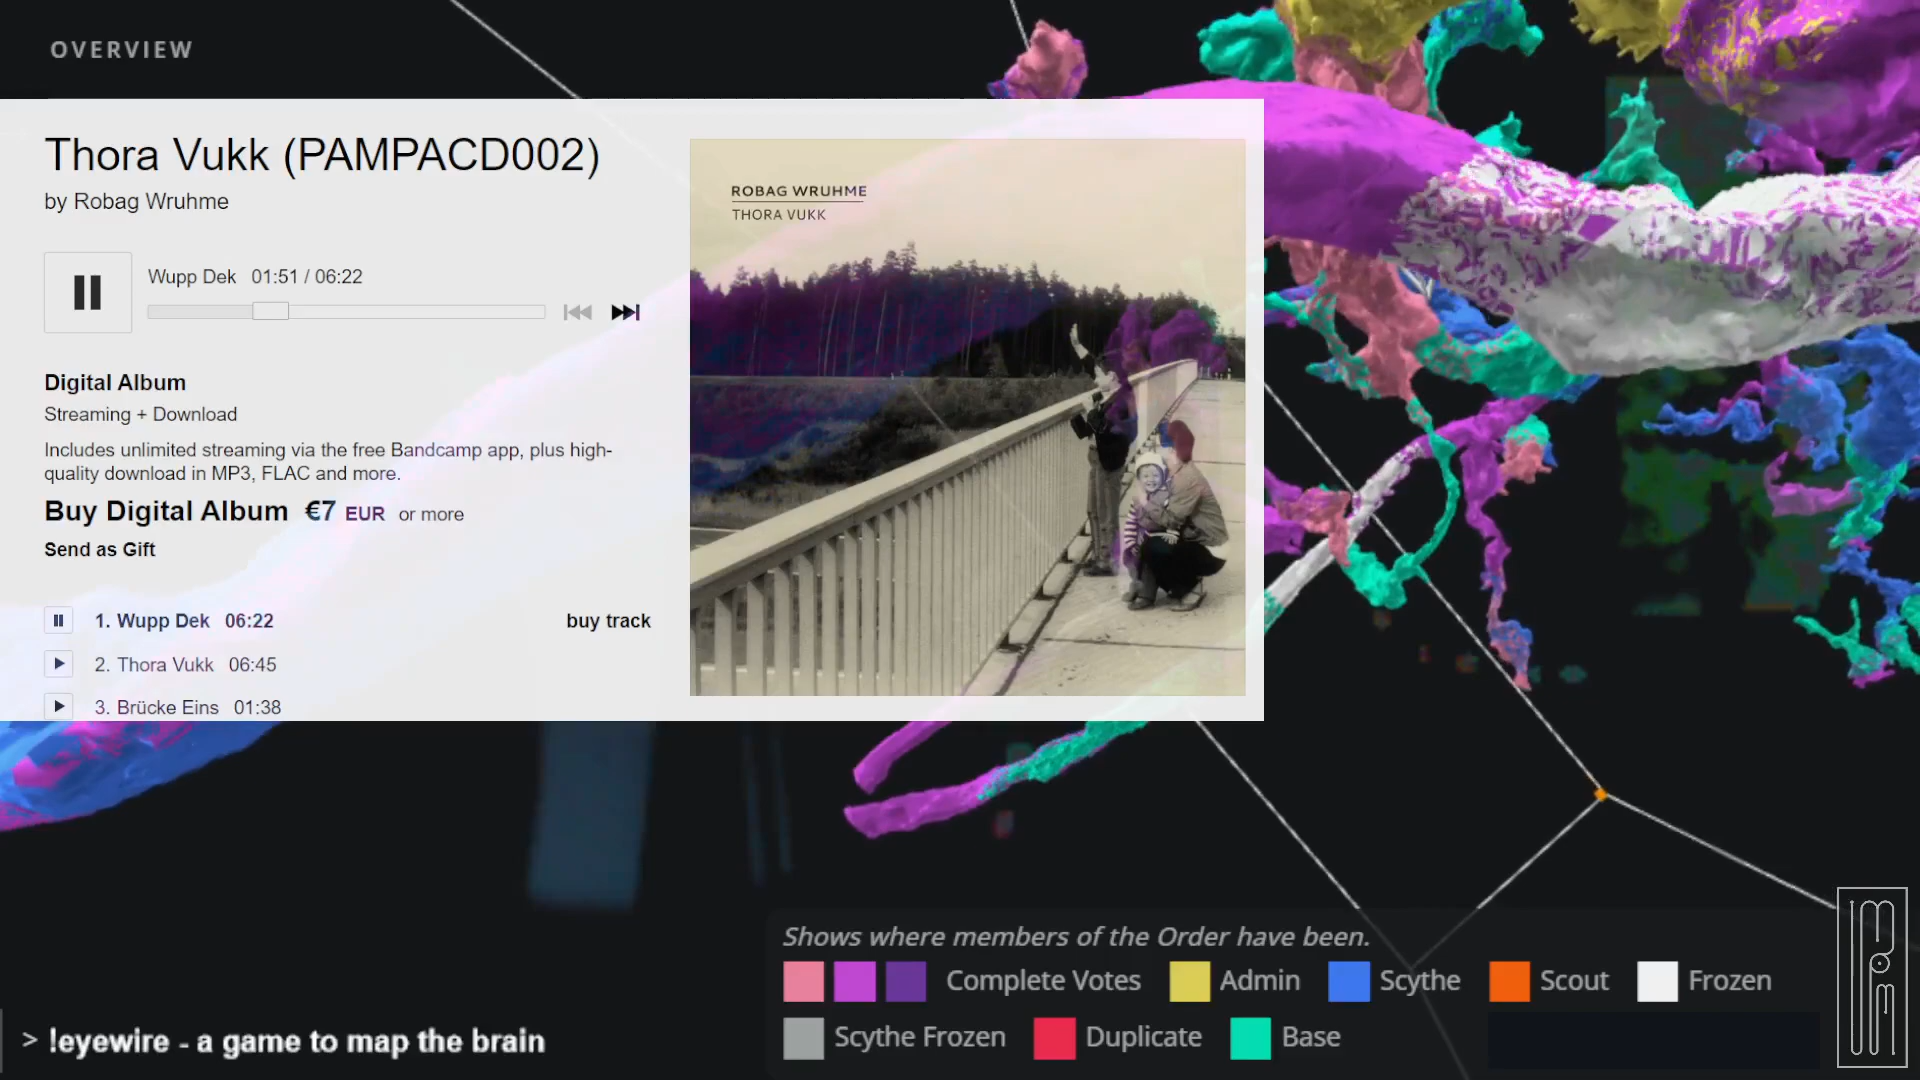 OVERVIEW
Thora Vukk (PAMPACD002)
by Robag Wruhme
Wupp Dek 01:51 / 06:22
Digital Album
Streaming + Download
Includes unlimited streaming via the free Bandcamp app, plus high-
quality download in MP3, FLAC and more.
Buy Digital Album €7 EUR or more
Send as Gift
1. Wupp Dek 06:22 buy track
2. Thora Vukk 06:45
3. Brücke Eins 01:38
ROBAG WRUHME
THORA VUKK
Shows where members of the Order have been.
Complete Votes Admin Scythe Scout Frozen
Scythe Frozen Duplicate Base
> !eyewire - a game to map the brain